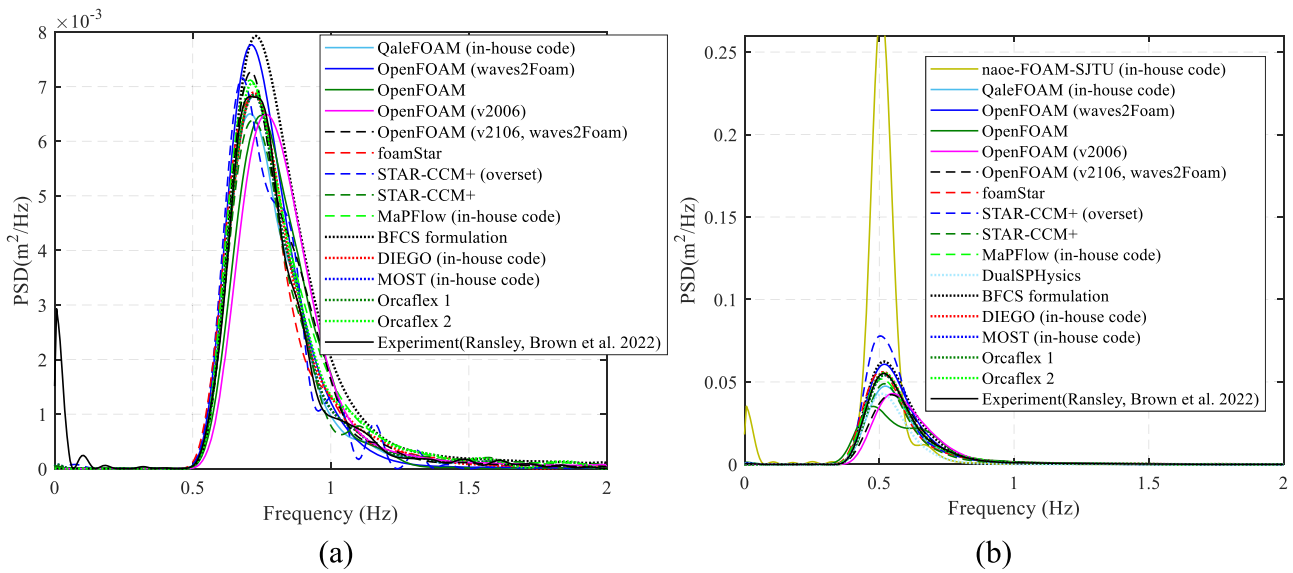 ×10⁻³
8
7
6
5
4
3
2
1
0
PSD(m²/Hz)
0
0.5
1
1.5
2
Frequency (Hz)
QaleFOAM (in-house code)
OpenFOAM (waves2Foam)
OpenFOAM
OpenFOAM (v2006)
OpenFOAM (v2106, waves2Foam)
foamStar
STAR-CCM+ (overset)
STAR-CCM+
MaPFlow (in-house code)
BFCS formulation
DIEGO (in-house code)
MOST (in-house code)
Orcaflex 1
Orcaflex 2
Experiment(Ransley, Brown et al. 2022)
(a)
0.25
0.2
0.15
0.1
0.05
0
PSD(m²/Hz)
0
0.5
1
1.5
2
Frequency (Hz)
naoe-FOAM-SJTU (in-house code)
QaleFOAM (in-house code)
OpenFOAM (waves2Foam)
OpenFOAM
OpenFOAM (v2006)
OpenFOAM (v2106, waves2Foam)
foamStar
STAR-CCM+ (overset)
STAR-CCM+
MaPFlow (in-house code)
DualSPHysics
BFCS formulation
DIEGO (in-house code)
MOST (in-house code)
Orcaflex 1
Orcaflex 2
Experiment(Ransley, Brown et al. 2022)
(b)